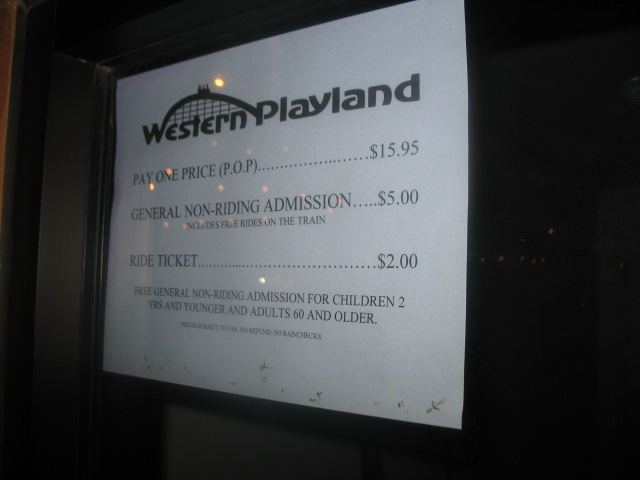 Western Playland
PAY ONE PRICE (P.O.P)......................$15.95
GENERAL NON-RIDING ADMISSION.....$5.00
INCLUDES FREE RIDES ON THE TRAIN
RIDE TICKET....................................$2.00
FREE GENERAL NON-RIDING ADMISSION FOR CHILDREN 2
YRS AND YOUNGER AND ADULTS 60 AND OLDER.
PRICES SUBJECT TO TAX. NO REFUND. NO RAINCHECKS.